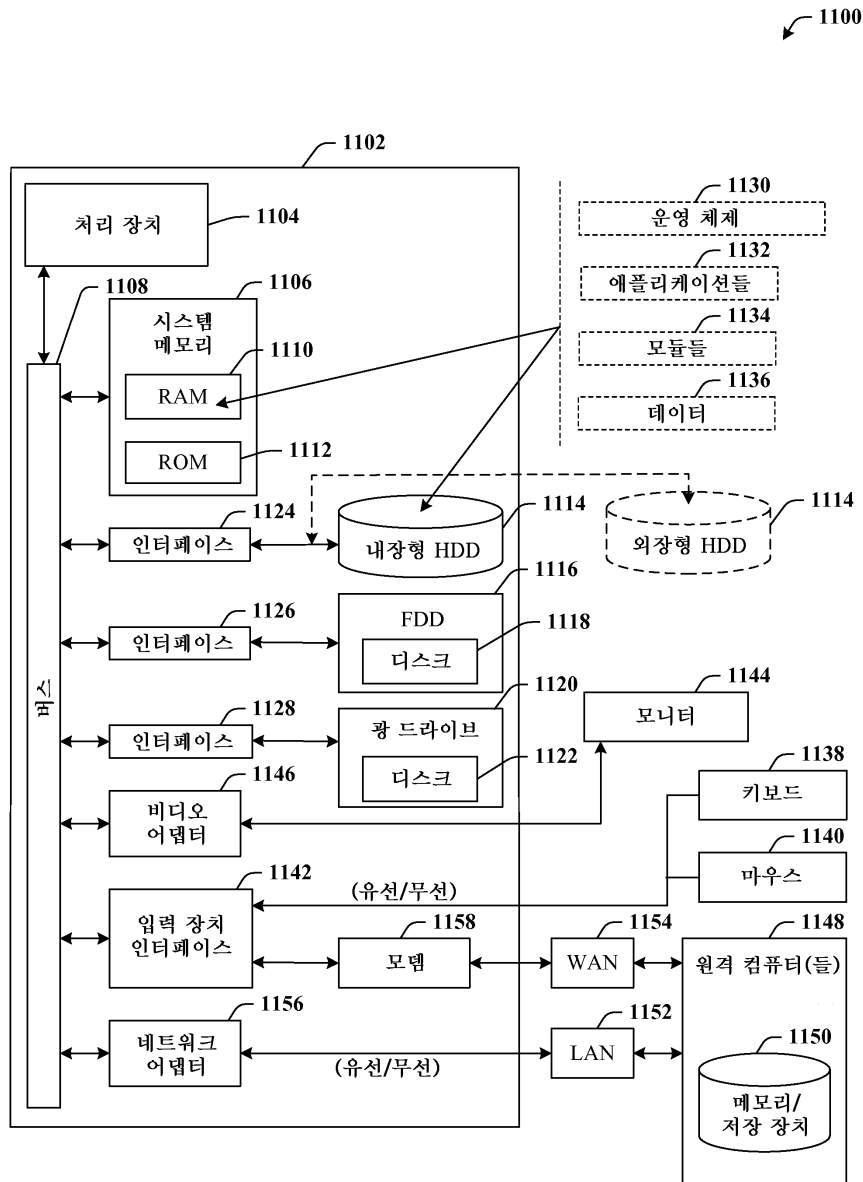 1100
1102
처리 장치
1104
1108
1106
시스템
메모리
1110
RAM
1112
ROM
1130
운영 체제
1132
애플리케이션들
1134
모듈들
1136
데이터
1124
인터페이스
내장형 HDD
1114
외장형 HDD
1114
1116
1126
인터페이스
FDD
1118
디스크
버스
1120
1128
인터페이스
광 드라이브
1122
디스크
1144
모니터
1146
비디오
어댑터
1138
키보드
1140
마우스
1142
입력 장치
인터페이스
(유선/무선)
1158
모뎀
1154
WAN
1148
원격 컴퓨터(들)
1156
네트워크
어댑터
(유선/무선)
1152
LAN
1150
메모리/
저장 장치